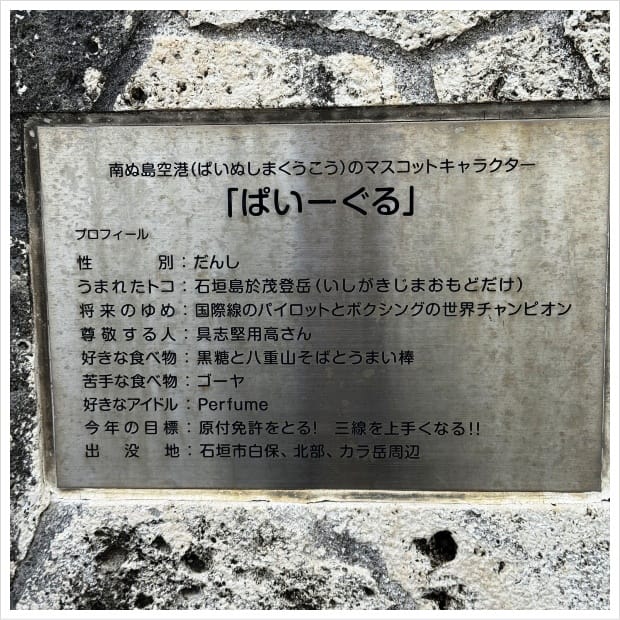 南ぬ島空港(ぱいぬしまくうこう)のマスコットキャラクター
「ぱいーぐる」
プロフィール
性別：だんし
うまれたトコ：石垣島於茂登岳(いしがきじまおもどだけ)
将来のゆめ：国際線のパイロットとボクシングの世界チャンピオン
尊敬する人：具志堅用高さん
好きな食べ物：黒糖と八重山そばとうまい棒
苦手な食べ物：ゴーヤ
好きなアイドル：Perfume
今年の目標：原付免許をとる! 三線を上手くなる!!
出没地：石垣市白保、北部、カラ岳周辺